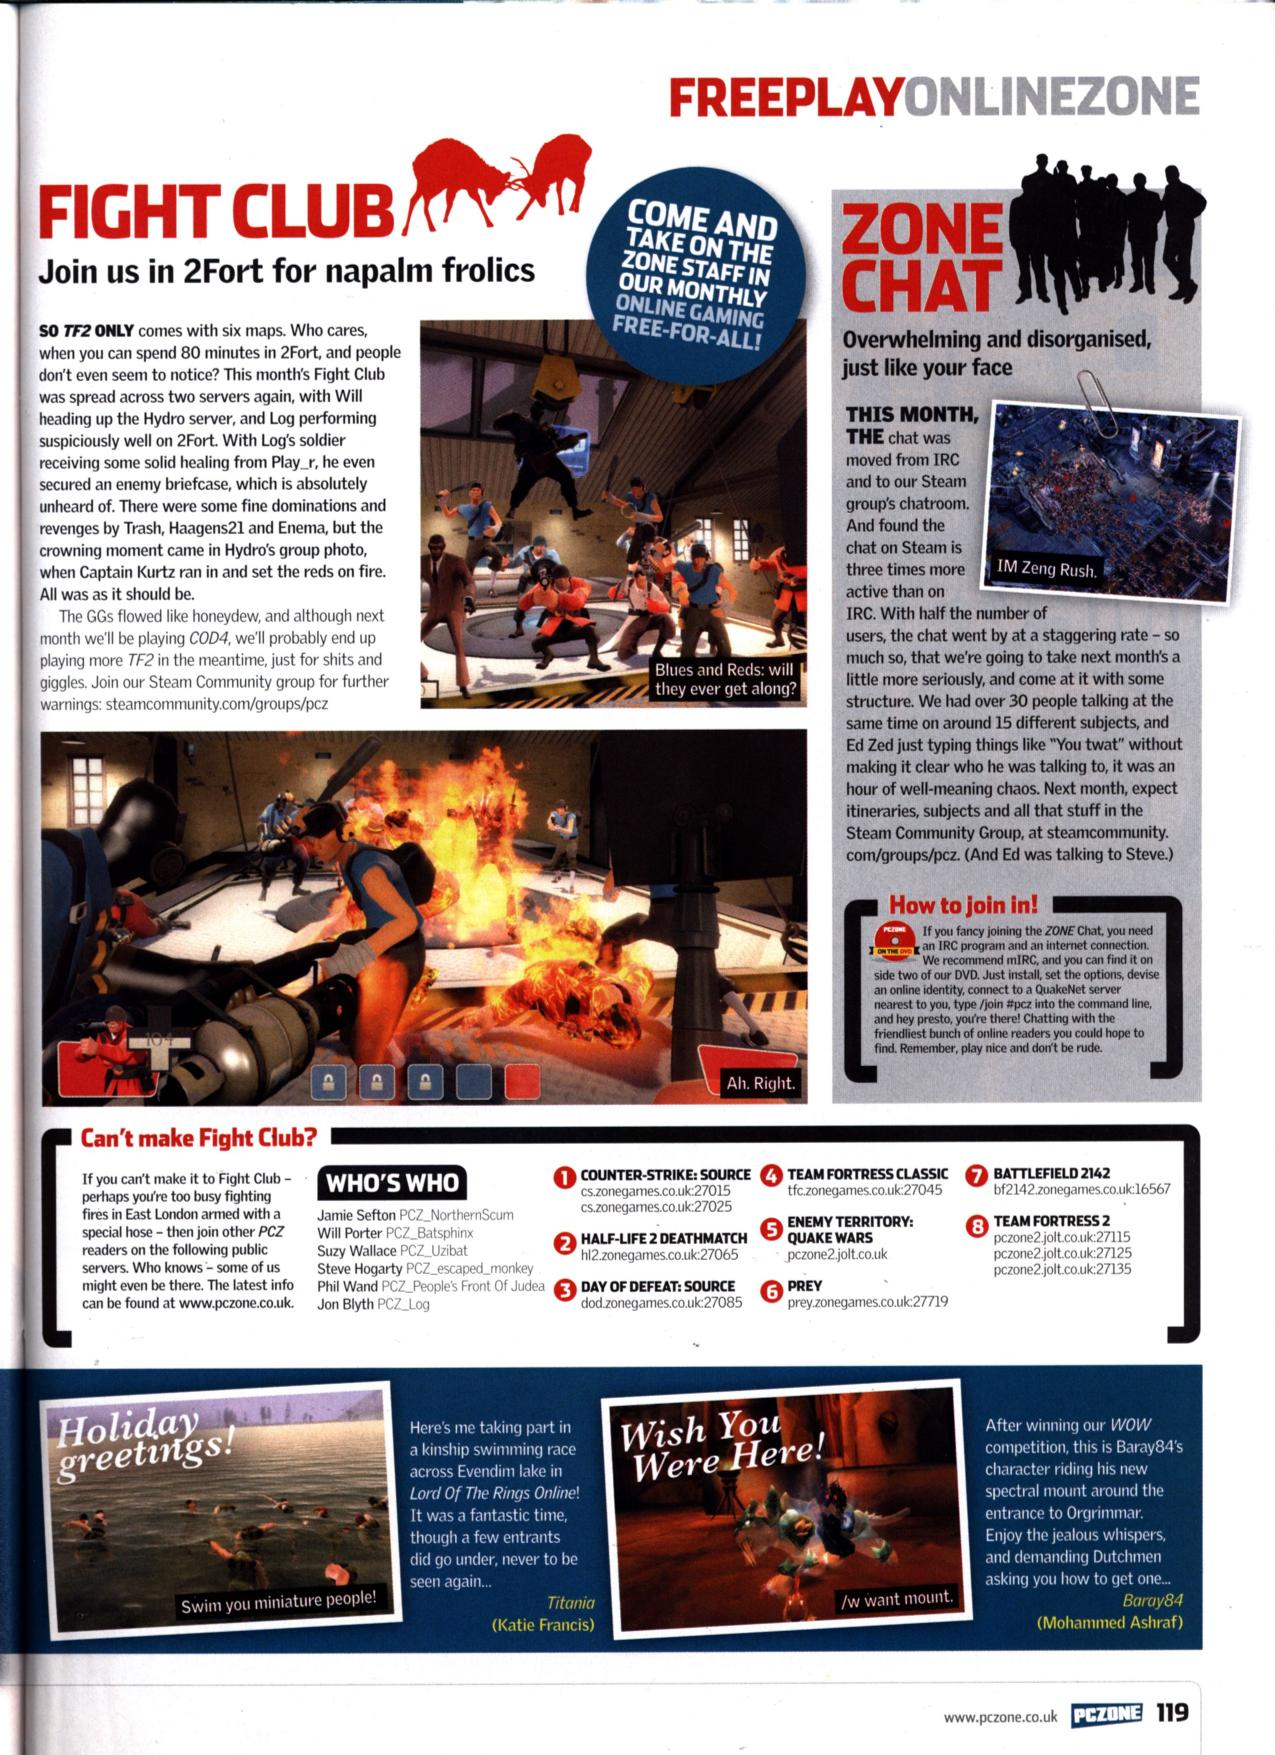 FREEPLAYONLINEZONE
FIGHT CLUB
Join us in 2Fort for napalm frolics
COME AND
TAKE ON THE
ZONE STAFF IN
OUR MONTHLY
ONLINE GAMING
FREE-FOR-ALL!
SO TF2 ONLY comes with six maps. Who cares,
when you can spend 80 minutes in 2Fort, and people
don't even seem to notice? This month's Fight Club
was spread across two servers again, with Will
heading up the Hydro server, and Log performing
suspiciously well on 2Fort. With Log's soldier
receiving some solid healing from Play_r, he even
secured an enemy briefcase, which is absolutely
unheard of. There were some fine dominations and
revenges by Trash, Haagens21 and Enema, but the
crowning moment came in Hydro's group photo,
when Captain Kurtz ran in and set the reds on fire.
All was as it should be.
The GGs flowed like honeydew, and although next
month we'll be playing COD4, we'll probably end up
playing more TF2 in the meantime, just for shits and
giggles. Join our Steam Community group for further
warnings: steamcommunity.com/groups/pcz
Blues and Reds: will
they ever get along?
104
Ah. Right.
ZONE
CHAT
Overwhelming and disorganised,
just like your face
THIS MONTH,
THE chat was
moved from IRC
and to our Steam
group's chatroom.
And found the
chat on Steam is
three times more
active than on
IRC. With half the number of
users, the chat went by at a staggering rate – so
much so, that we're going to take next month's a
little more seriously, and come at it with some
structure. We had over 30 people talking at the
same time on around 15 different subjects, and
Ed Zed just typing things like "You twat" without
making it clear who he was talking to, it was an
hour of well-meaning chaos. Next month, expect
itineraries, subjects and all that stuff in the
Steam Community Group, at steamcommunity.
com/groups/pcz. (And Ed was talking to Steve.)
IM Zeng Rush.
How to join in!
PCZONE
ON THE DVD
If you fancy joining the ZONE Chat, you need
an IRC program and an internet connection.
We recommend mIRC, and you can find it on
side two of our DVD. Just install, set the options, devise
an online identity, connect to a QuakeNet server
nearest to you, type /join #pcz into the command line,
and hey presto, you're there! Chatting with the
friendliest bunch of online readers you could hope to
find. Remember, play nice and don't be rude.
Can't make Fight Club?
If you can't make it to Fight Club –
perhaps you're too busy fighting
fires in East London armed with a
special hose – then join other PCZ
readers on the following public
servers. Who knows – some of us
might even be there. The latest info
can be found at www.pczone.co.uk.
WHO'S WHO
Jamie Sefton PCZ_NorthernScum
Will Porter PCZ_Batsphinx
Suzy Wallace PCZ_Uzibat
Steve Hogarty PCZ_escaped_monkey
Phil Wand PCZ_People's Front Of Judea
Jon Blyth PCZ_Log
1 COUNTER-STRIKE: SOURCE
cs.zonegames.co.uk:27015
cs.zonegames.co.uk:27025
2 HALF-LIFE 2 DEATHMATCH
hl2.zonegames.co.uk:27065
3 DAY OF DEFEAT: SOURCE
dod.zonegames.co.uk:27085
4 TEAM FORTRESS CLASSIC
tfc.zonegames.co.uk:27045
5 ENEMY TERRITORY:
QUAKE WARS
pczone2.jolt.co.uk
6 PREY
prey.zonegames.co.uk:27719
7 BATTLEFIELD 2142
bf2142.zonegames.co.uk:16567
8 TEAM FORTRESS 2
pczone2.jolt.co.uk:27115
pczone2.jolt.co.uk:27125
pczone2.jolt.co.uk:27135
Holiday
greetings!
Swim you miniature people!
Here's me taking part in
a kinship swimming race
across Evendim lake in
Lord Of The Rings Online!
It was a fantastic time,
though a few entrants
did go under, never to be
seen again...
Titania
(Katie Francis)
Wish You
Were Here!
/w want mount.
After winning our WOW
competition, this is Baray84's
character riding his new
spectral mount around the
entrance to Orgrimmar.
Enjoy the jealous whispers,
and demanding Dutchmen
asking you how to get one...
Baray84
(Mohammed Ashraf)
www.pczone.co.uk PCZONE 119